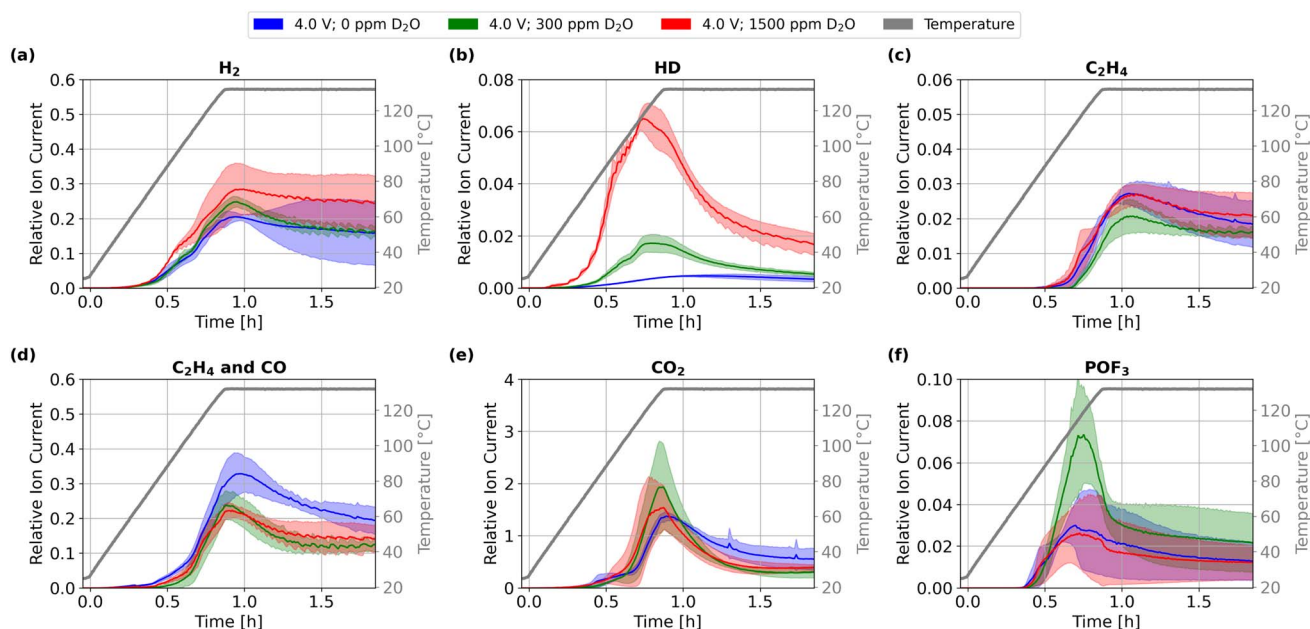 4.0 V; 0 ppm D₂O 4.0 V; 300 ppm D₂O 4.0 V; 1500 ppm D₂O Temperature
(a) H₂
Relative Ion Current
0.6
0.5
0.4
0.3
0.2
0.1
0.0
0.0 0.5 1.0 1.5
Time [h]
120
100
80
60
40
20
Temperature [°C]
(b) HD
Relative Ion Current
0.08
0.06
0.04
0.02
0.00
0.0 0.5 1.0 1.5
Time [h]
120
100
80
60
40
20
Temperature [°C]
(c) C₂H₄
Relative Ion Current
0.06
0.05
0.04
0.03
0.02
0.01
0.00
0.0 0.5 1.0 1.5
Time [h]
120
100
80
60
40
20
Temperature [°C]
(d) C₂H₄ and CO
Relative Ion Current
0.6
0.5
0.4
0.3
0.2
0.1
0.0
0.0 0.5 1.0 1.5
Time [h]
120
100
80
60
40
20
Temperature [°C]
(e) CO₂
Relative Ion Current
4
3
2
1
0
0.0 0.5 1.0 1.5
Time [h]
120
100
80
60
40
20
Temperature [°C]
(f) POF₃
Relative Ion Current
0.10
0.08
0.06
0.04
0.02
0.00
0.0 0.5 1.0 1.5
Time [h]
120
100
80
60
40
20
Temperature [°C]